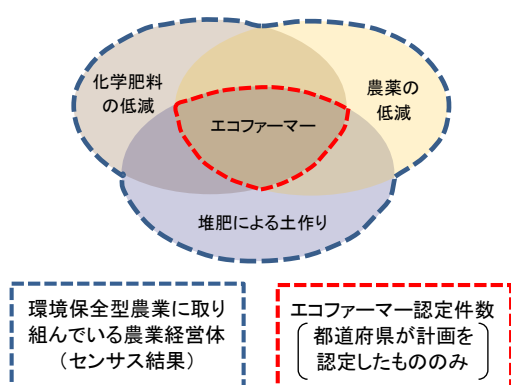 化学肥料
の低減
農薬の
低減
エコファーマー
堆肥による土作り
環境保全型農業に取り
組んでいる農業経営体
（センサス結果）
エコファーマー認定件数
都道府県が計画を
認定したもののみ